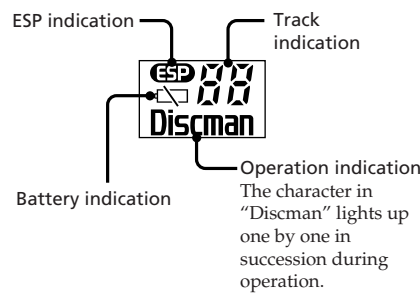 ESP indication
Track
indication
ESP 88
Discman
Battery indication
Operation indication
The character in
“Discman” lights up
one by one in
succession during
operation.